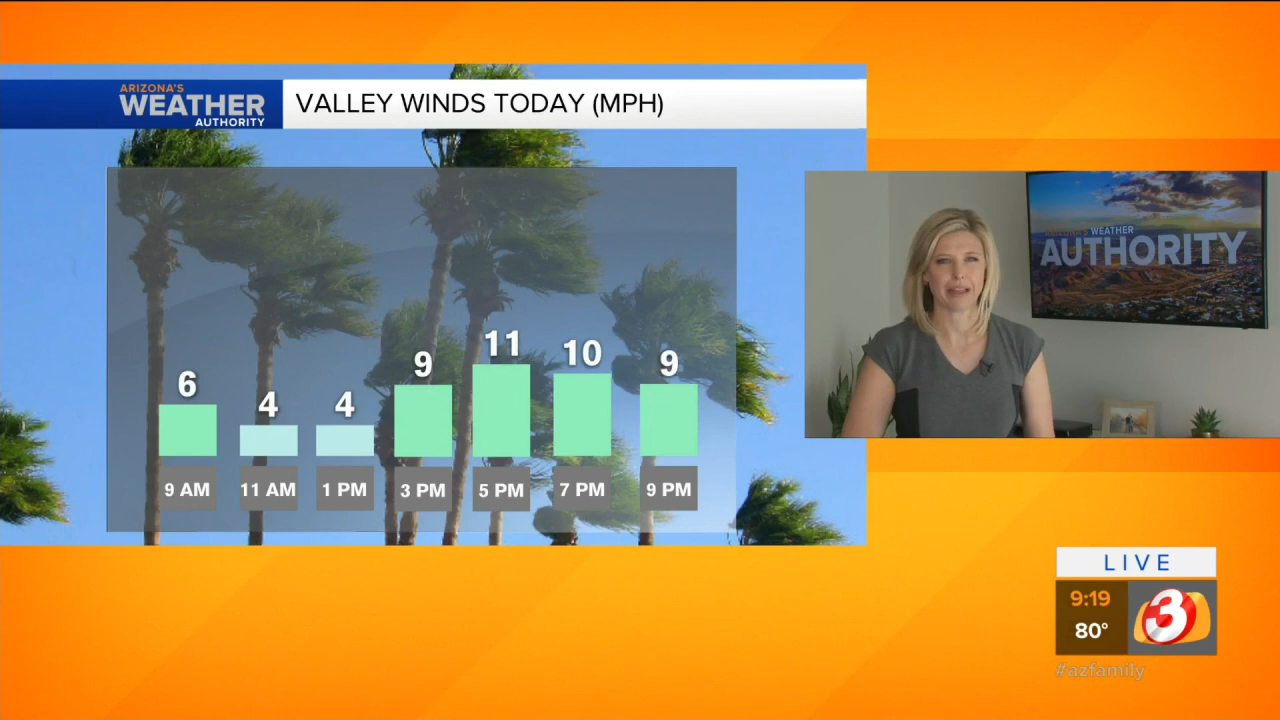 ARIZONA'S
WEATHER
AUTHORITY
VALLEY WINDS TODAY (MPH)
6
4
4
9
11
10
9
9 AM
11 AM
1 PM
3 PM
5 PM
7 PM
9 PM
ARIZONA'S WEATHER
AUTHORITY
LIVE
9:19
80°
3
#azfamily